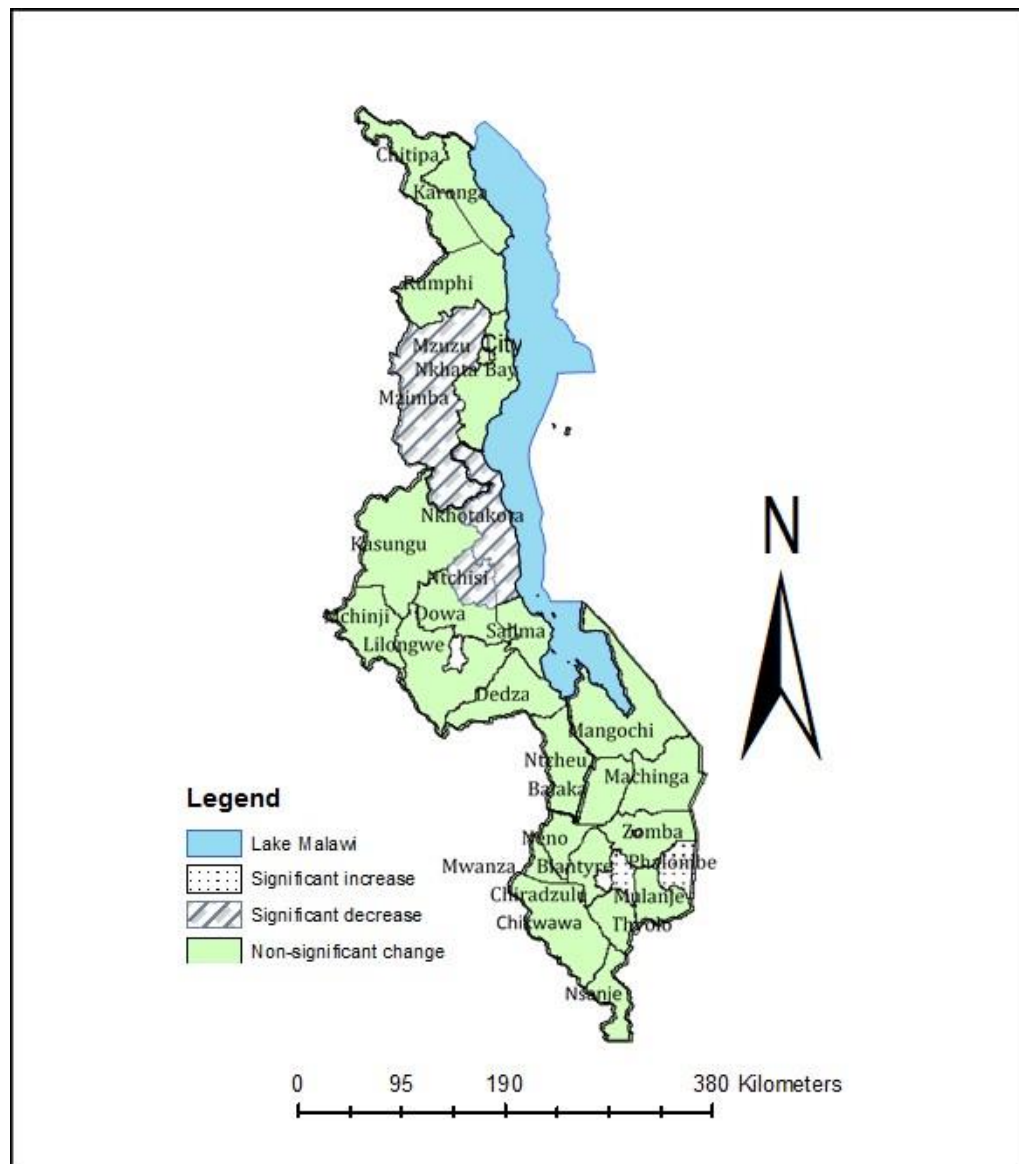 Chitipa
Karonga
Rumphi
Mzuzu City
Nkhata Bay
Mzimba
Nkhotakota
Kasungu
Ntchisi
Mchinji
Dowa
Lilongwe
Salima
Dedza
Mangochi
Ntcheu
Machinga
Balaka
Zomba
Neno
Mwanza
Blantyre
Phalombe
Chiradzulu
Mulanje
Chikwawa
Thyolo
Nsanje
N
Legend
Lake Malawi
Significant increase
Significant decrease
Non-significant change
0 95 190 380 Kilometers